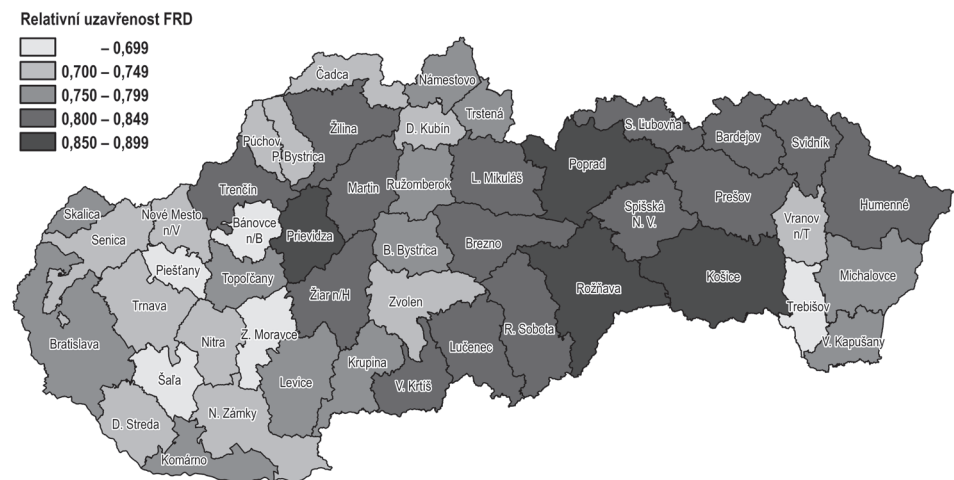 Relativní uzavřenost FRD
– 0,699
0,700 – 0,749
0,750 – 0,799
0,800 – 0,849
0,850 – 0,899
Čadca
Námestovo
Trstená
Žilina
D. Kubín
Púchov
P. Bystrica
S. Ľubovňa
Bardejov
Svidník
Poprad
L. Mikuláš
Ružomberok
Martin
Trenčín
Prešov
Humenné
Spišská
N. V.
Vranov
n/T
Skalica
Nové Mesto
n/V
Bánovce
n/B
Prievidza
Senica
B. Bystrica
Brezno
Piešťany
Topoľčany
Košice
Michalovce
Rožňava
Žiar n/H
Zvolen
Trnava
Trebišov
R. Sobota
Z. Moravce
Nitra
Bratislava
V. Kapušany
Lučenec
Krupina
Šaľa
Levice
V. Krtíš
N. Zámky
D. Streda
Komárno